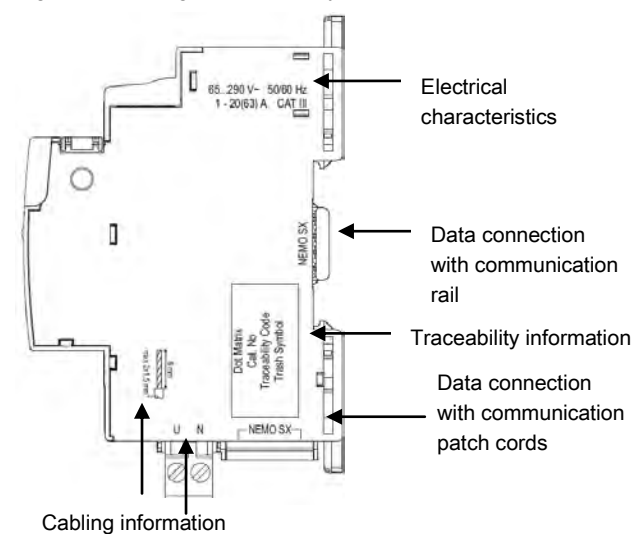 65...290 V~ 50/60 Hz
1 - 20(63) A CAT III
Electrical
characteristics
NEMO SX
Data connection
with communication
rail
Traceability information
Dot Matrix
Cat. No
Traceability Code
Trash Symbol
Data connection
with communication
patch cords
U N
NEMO SX
Cabling information